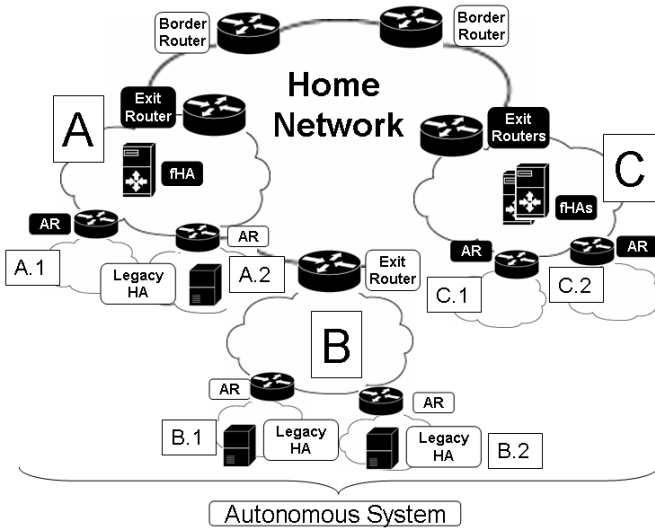 Border
Router
Border
Router
Home
Network
Exit
Router
A
Exit
Routers
C
fHA
fHAs
AR
AR
AR
AR
A.1
A.2
Legacy
HA
Exit
Router
C.1
C.2
B
AR
AR
B.1
Legacy
HA
Legacy
HA
B.2
Autonomous System